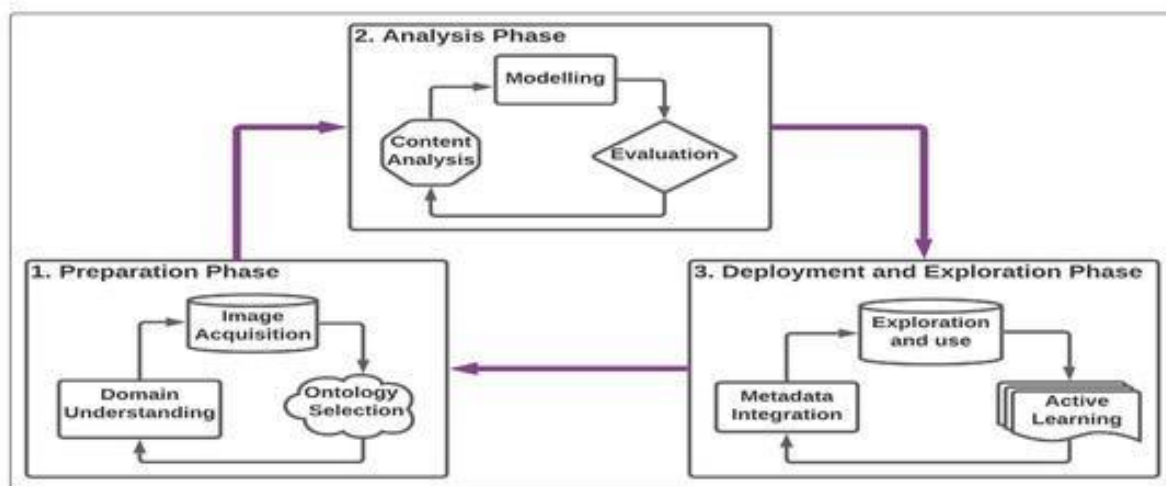 2. Analysis Phase
Modelling
Content
Analysis
Evaluation
1. Preparation Phase
Image
Acquisition
Domain
Understanding
Ontology
Selection
3. Deployment and Exploration Phase
Exploration
and use
Metadata
Integration
Active
Learning